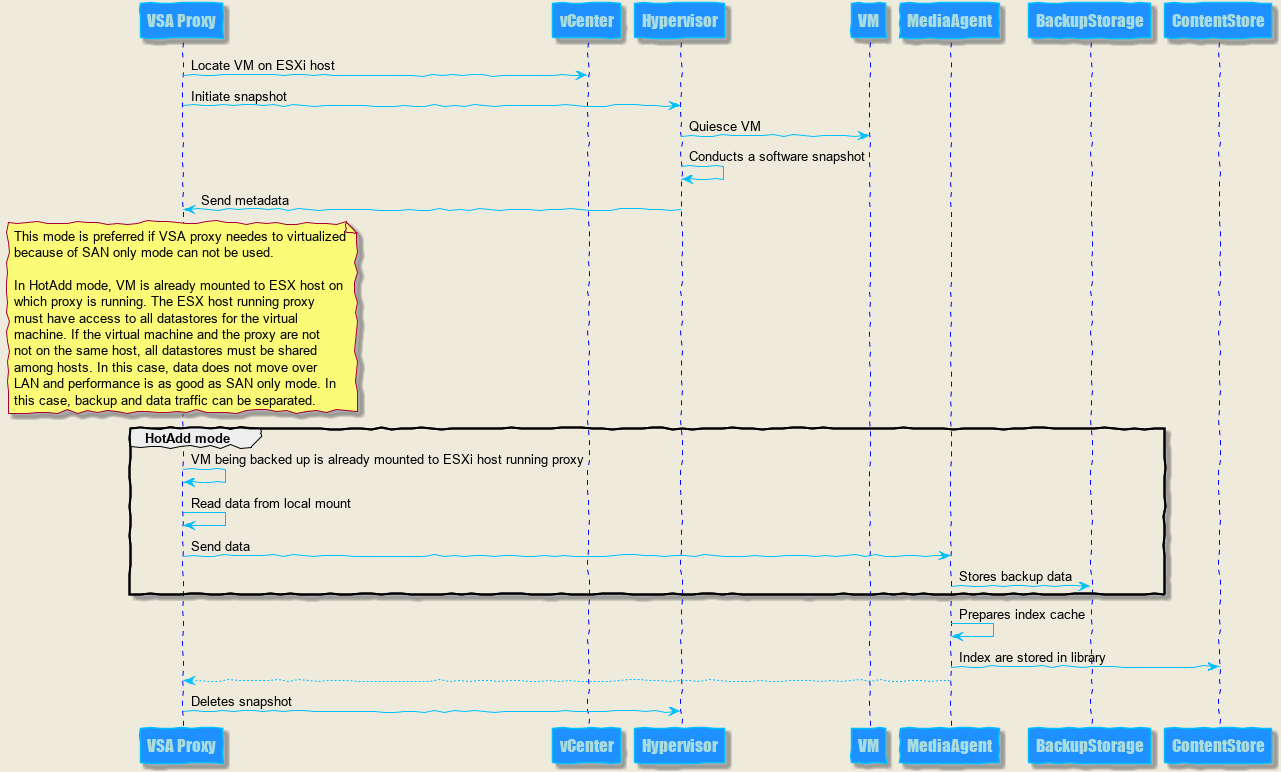 VSA Proxy
vCenter
Hypervisor
VM
MediaAgent
BackupStorage
ContentStore
Locate VM on ESXi host
Initiate snapshot
Quiesce VM
Conducts a software snapshot
Send metadata
This mode is preferred if VSA proxy needes to virtualized
because of SAN only mode can not be used.
In HotAdd mode, VM is already mounted to ESX host on
which proxy is running. The ESX host running proxy
must have access to all datastores for the virtual
machine. If the virtual machine and the proxy are not
not on the same host, all datastores must be shared
among hosts. In this case, data does not move over
LAN and performance is as good as SAN only mode. In
this case, backup and data traffic can be separated.
HotAdd mode
VM being backed up is already mounted to ESXi host running proxy
Read data from local mount
Send data
Stores backup data
Prepares index cache
Index are stored in library
Deletes snapshot
VSA Proxy
vCenter
Hypervisor
VM
MediaAgent
BackupStorage
ContentStore